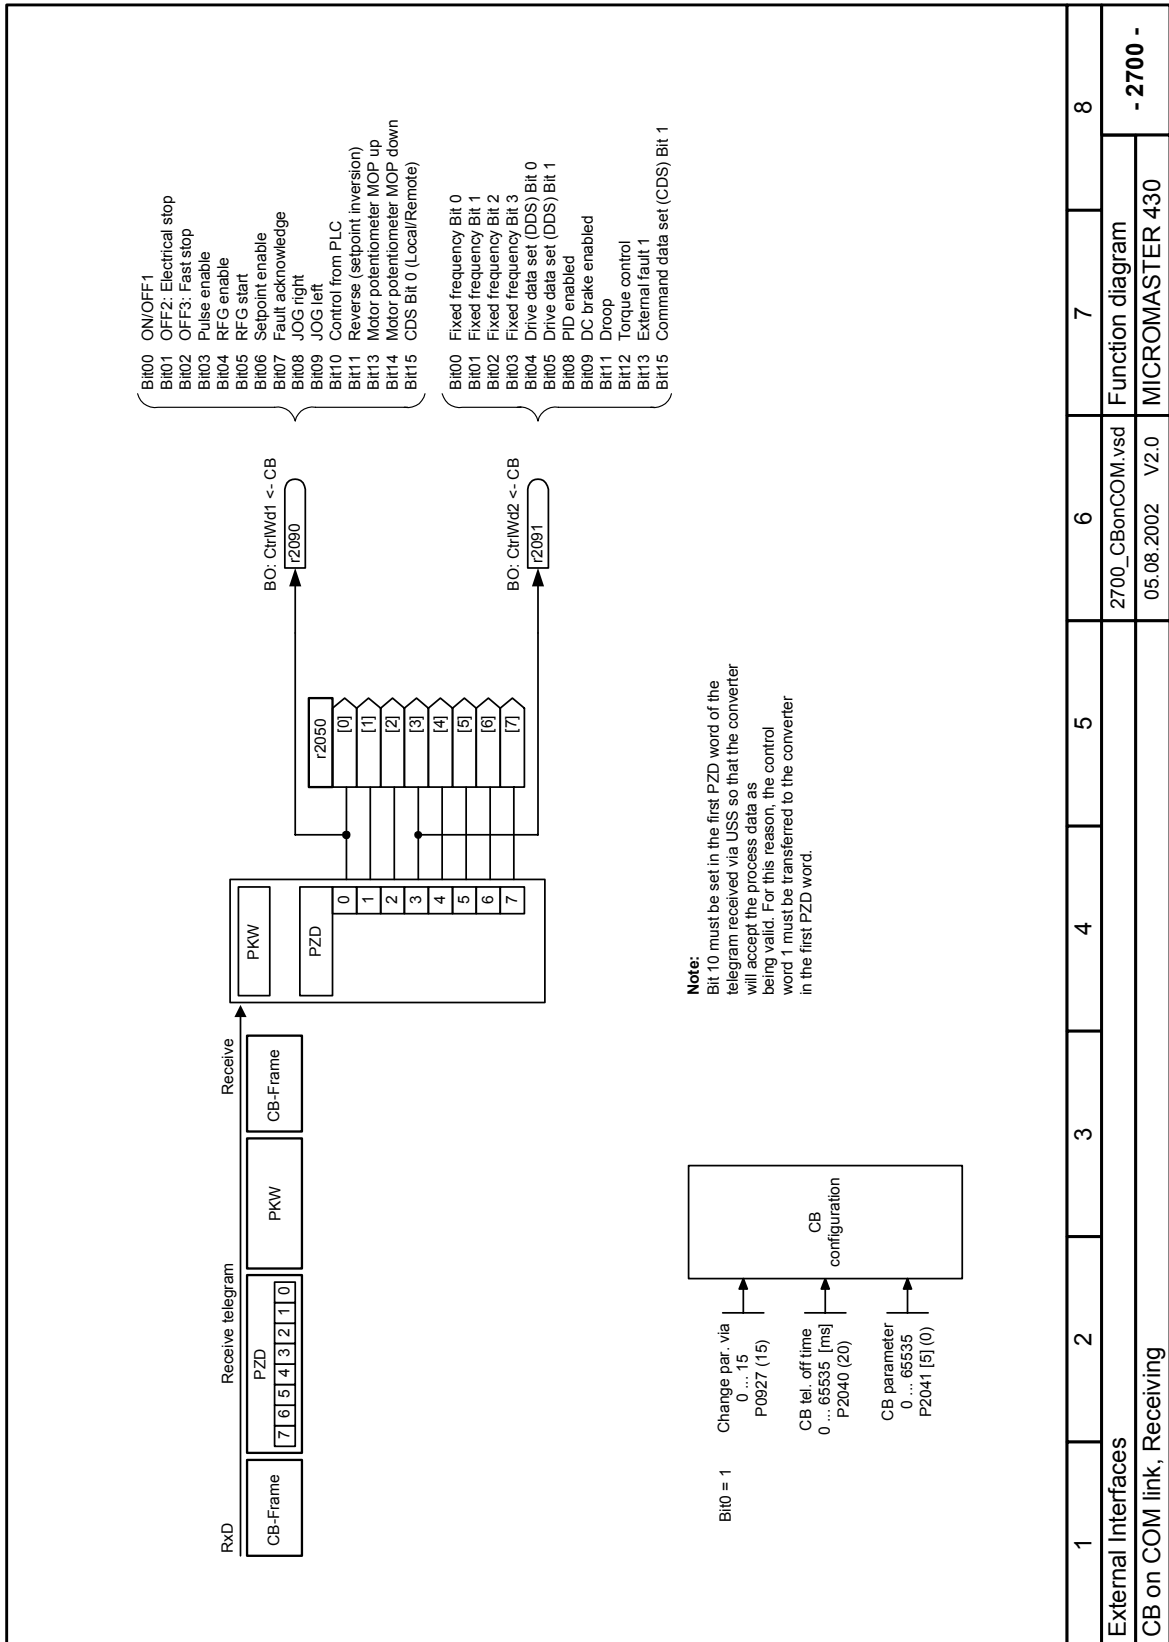 RxD
Receive telegram
Receive
CB-Frame
PZD
7 6 5 4 3 2 1 0
PKW
CB-Frame
PKW
PZD
0
1
2
3
4
5
6
7
r2050
[0]
[1]
[2]
[3]
[4]
[5]
[6]
[7]
BO: CtrlWd1 <- CB
r2090
BO: CtrlWd2 <- CB
r2091
Bit00 ON/OFF1
Bit01 OFF2: Electrical stop
Bit02 OFF3: Fast stop
Bit03 Pulse enable
Bit04 RFG enable
Bit05 RFG start
Bit06 Setpoint enable
Bit07 Fault acknowledge
Bit08 JOG right
Bit09 JOG left
Bit10 Control from PLC
Bit11 Reverse (setpoint inversion)
Bit13 Motor potentiometer MOP up
Bit14 Motor potentiometer MOP down
Bit15 CDS Bit 0 (Local/Remote)
Bit00 Fixed frequency Bit 0
Bit01 Fixed frequency Bit 1
Bit02 Fixed frequency Bit 2
Bit03 Fixed frequency Bit 3
Bit04 Drive data set (DDS) Bit 0
Bit05 Drive data set (DDS) Bit 1
Bit08 PID enabled
Bit09 DC brake enabled
Bit11 Droop
Bit12 Torque control
Bit13 External fault 1
Bit15 Command data set (CDS) Bit 1
Bit0 = 1
Change par. via
0 ... 15
P0927 (15)
CB tel. off time
0 ... 65535 [ms]
P2040 (20)
CB parameter
0 ... 65535
P2041 [5] (0)
CB
configuration
Note:
Bit 10 must be set in the first PZD word of the
telegram received via USS so that the converter
will accept the process data as
being valid. For this reason, the control
word 1 must be transferred to the converter
in the first PZD word.
1 2 3 4 5 6 7 8
External Interfaces
2700_CBonCOM.vsd
Function diagram
- 2700 -
CB on COM link, Receiving
05.08.2002 V2.0
MICROMASTER 430